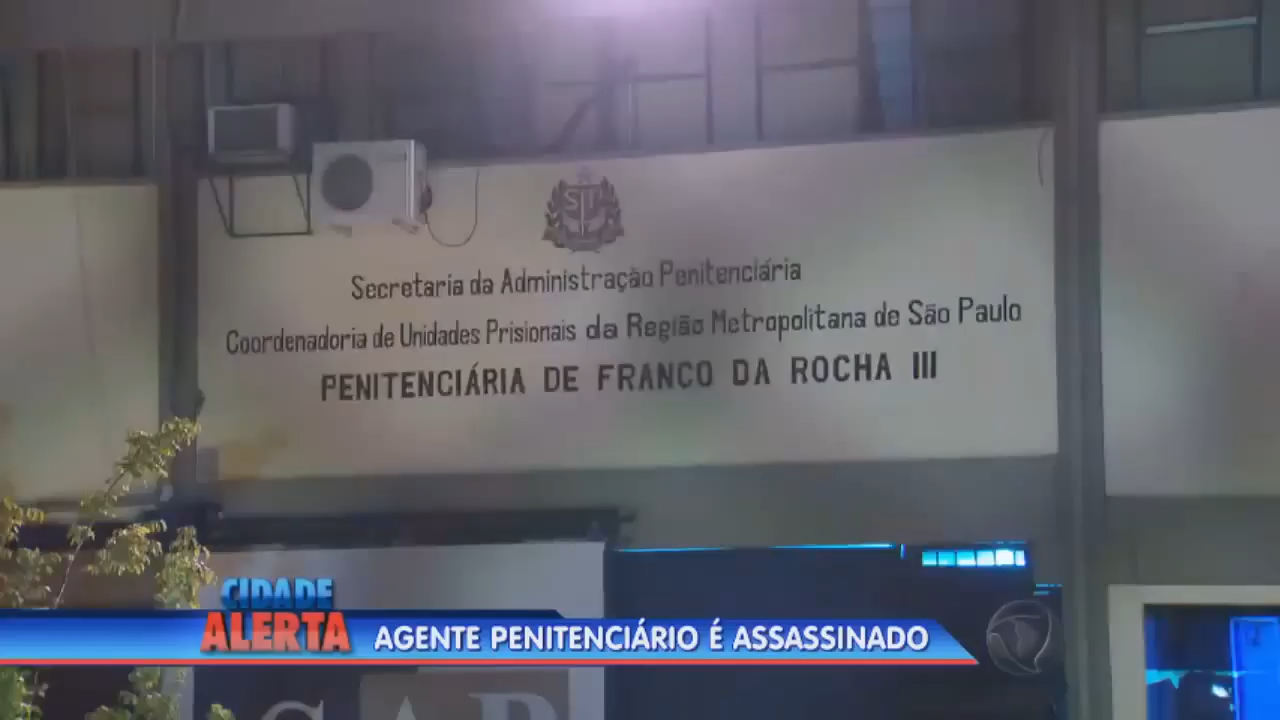 Secretaria da Administração Penitenciária
Coordenadoria de Unidades Prisionais da Região Metropolitana de São Paulo
PENITENCIÁRIA DE FRANCO DA ROCHA III
CIDADE
ALERTA
AGENTE PENITENCIÁRIO É ASSASSINADO
SAP